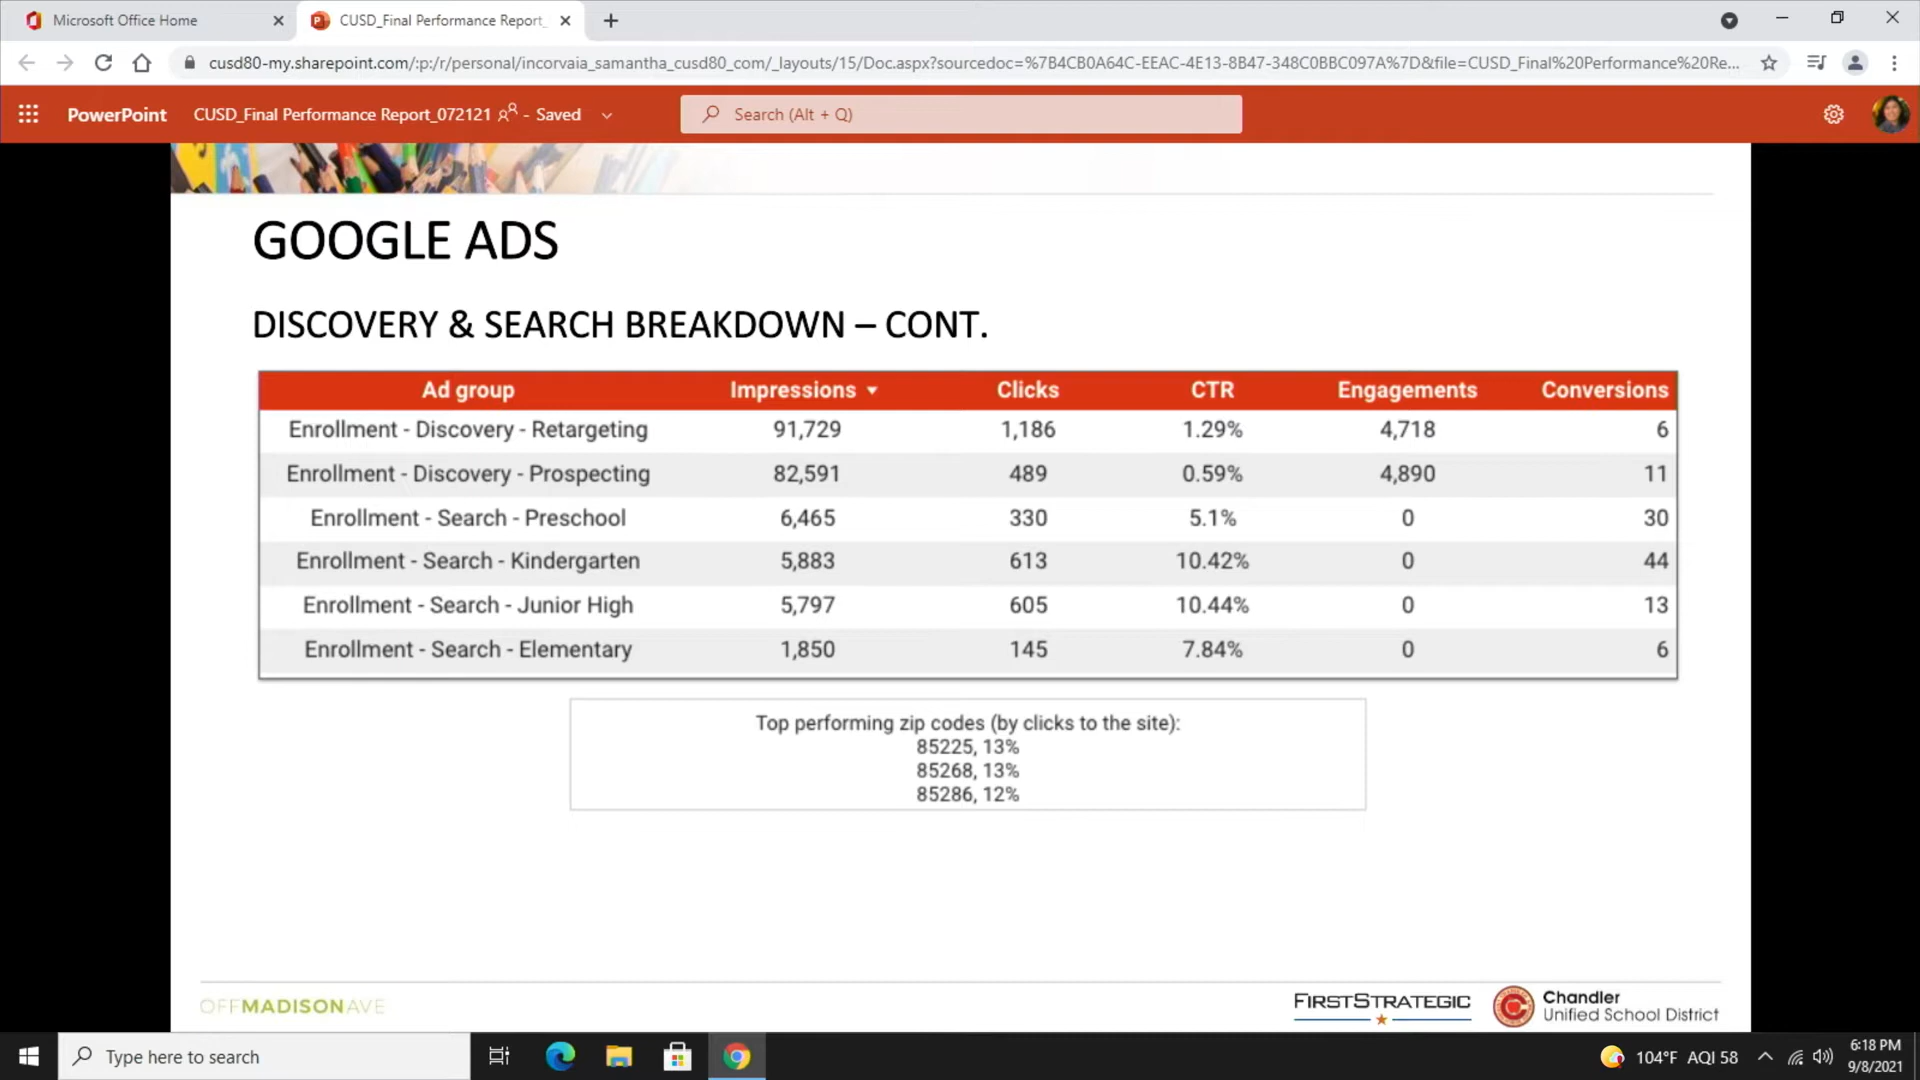 Microsoft Office Home
CUSD_Final Performance Report_
cusd80-my.sharepoint.com/:p:/r/personal/incorvaia_samantha_cusd80_com/_layouts/15/Doc.aspx?sourcedoc=%7B4CB0A64C-EEAC-4E13-8B47-348C0BBC097A%7D&file=CUSD_Final%20Performance%20Re...
PowerPoint CUSD_Final Performance Report_072121 - Saved
Search (Alt + Q)
GOOGLE ADS
DISCOVERY & SEARCH BREAKDOWN – CONT.
Ad group Impressions Clicks CTR Engagements Conversions
Enrollment - Discovery - Retargeting 91,729 1,186 1.29% 4,718 6
Enrollment - Discovery - Prospecting 82,591 489 0.59% 4,890 11
Enrollment - Search - Preschool 6,465 330 5.1% 0 30
Enrollment - Search - Kindergarten 5,883 613 10.42% 0 44
Enrollment - Search - Junior High 5,797 605 10.44% 0 13
Enrollment - Search - Elementary 1,850 145 7.84% 0 6
Top performing zip codes (by clicks to the site):
85225, 13%
85268, 13%
85286, 12%
OFFMADISONAVE
FIRSTSTRATEGIC
Chandler
Unified School District
Type here to search
104°F AQI 58
6:18 PM
9/8/2021